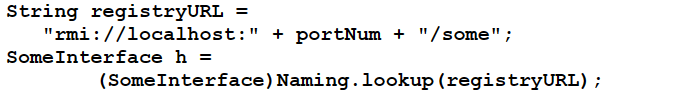 String registryURL =
"rmi://localhost:" + portNum + "/some";
SomeInterface h =
(SomeInterface)Naming.lookup(registryURL);